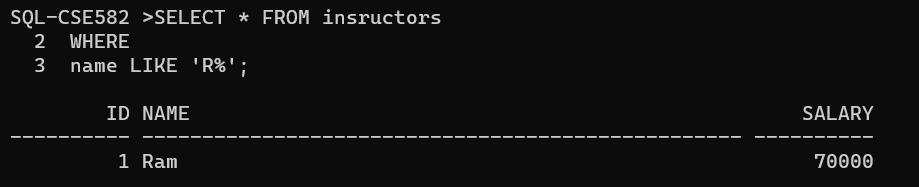 SQL-CSE582 >SELECT * FROM insructors
  2  WHERE
  3  name LIKE 'R%';
        ID NAME                                                   SALARY
---------- -------------------------------------------------- ----------
         1 Ram                                                     70000